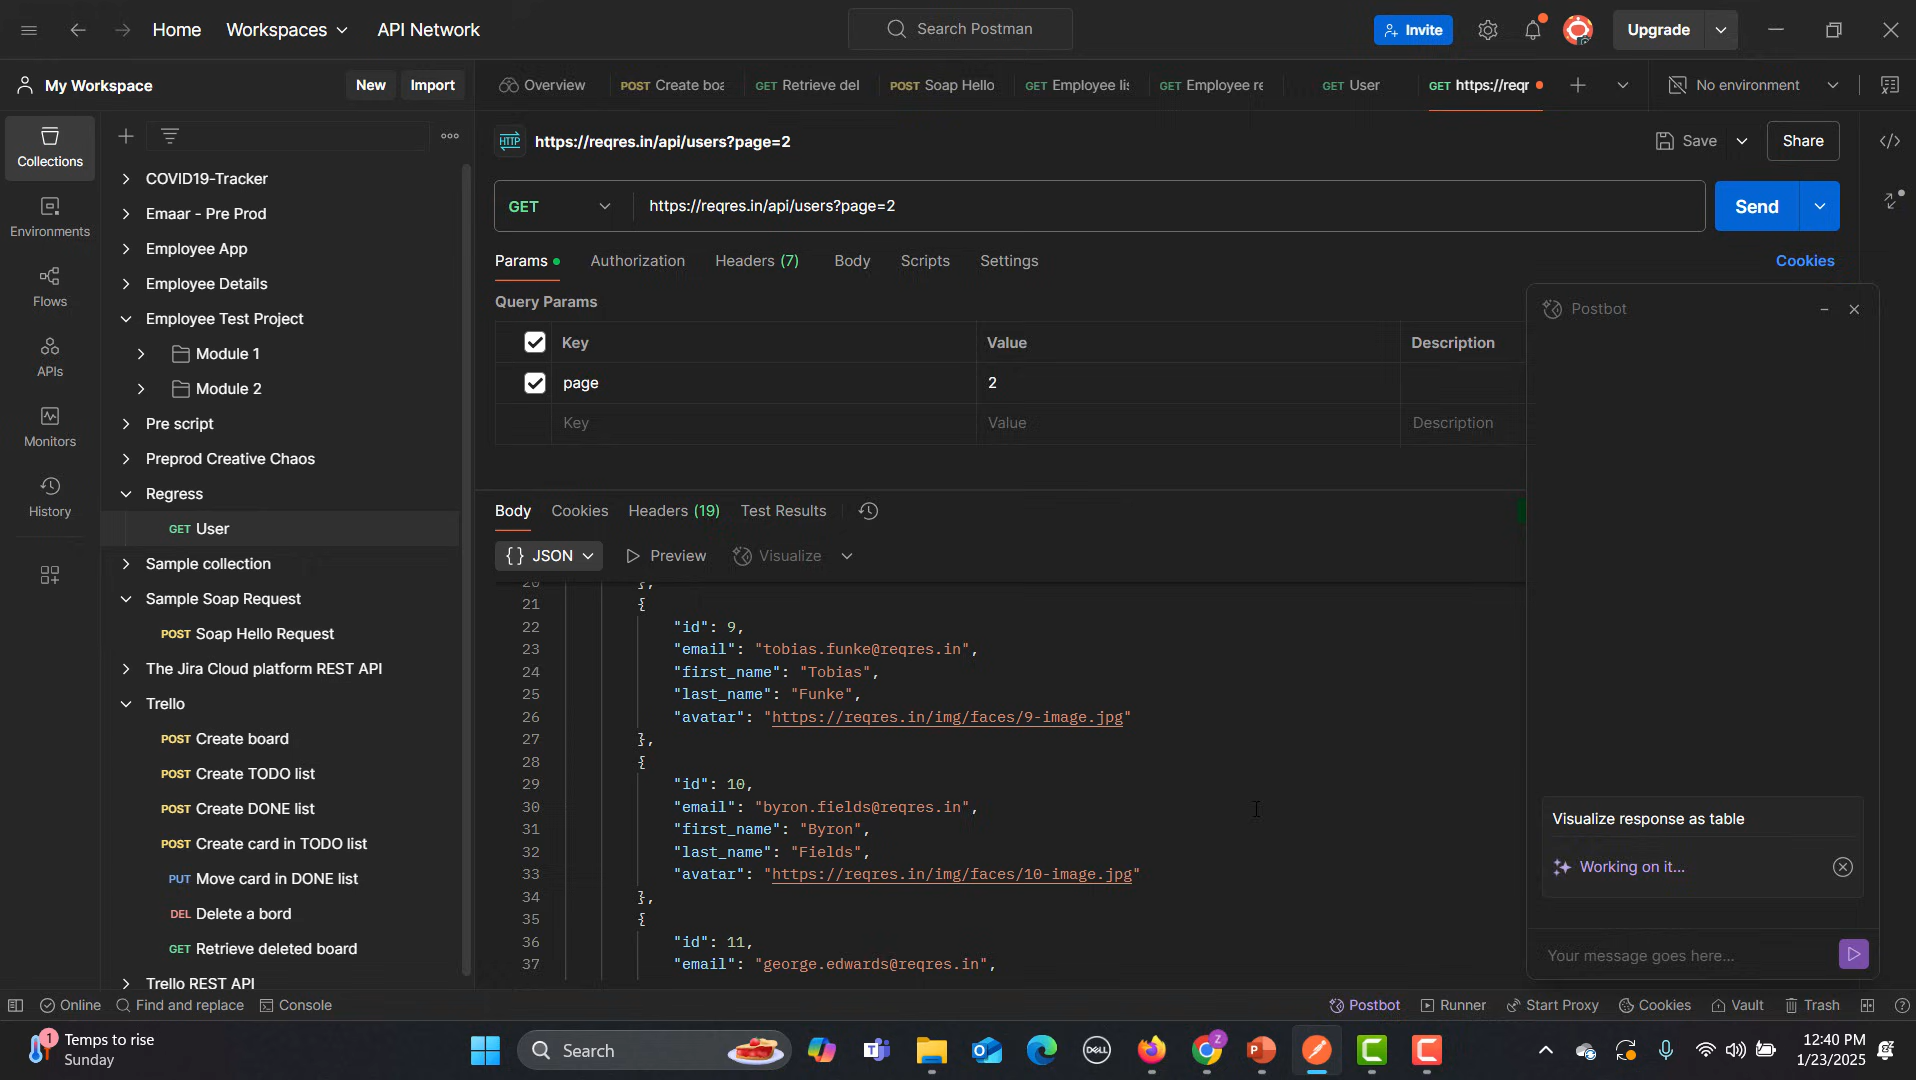 Home
Workspaces
API Network
Search Postman
Invite
Upgrade
My Workspace
New
Import
Overview
POST Create boa
GET Retrieve del
POST Soap Hello
GET Employee lis
GET Employee re
GET User
GET https://reqr
No environment
Collections
Environments
Flows
APIs
Monitors
History
COVID19-Tracker
Emaar - Pre Prod
Employee App
Employee Details
Employee Test Project
Module 1
Module 2
Pre script
Preprod Creative Chaos
Regress
GET User
Sample collection
Sample Soap Request
POST Soap Hello Request
The Jira Cloud platform REST API
Trello
POST Create board
POST Create TODO list
POST Create DONE list
POST Create card in TODO list
PUT Move card in DONE list
DEL Delete a bord
GET Retrieve deleted board
Trello REST API
HTTP https://reqres.in/api/users?page=2
Save
Share
GET https://reqres.in/api/users?page=2
Send
Params
Authorization
Headers (7)
Body
Scripts
Settings
Cookies
Query Params
Key Value Description
page 2
Key Value Description
Body
Cookies
Headers (19)
Test Results
{} JSON
Preview
Visualize
20 },
21 {
22 "id": 9,
23 "email": "tobias.funke@reqres.in",
24 "first_name": "Tobias",
25 "last_name": "Funke",
26 "avatar": "https://reqres.in/img/faces/9-image.jpg"
27 },
28 {
29 "id": 10,
30 "email": "byron.fields@reqres.in",
31 "first_name": "Byron",
32 "last_name": "Fields",
33 "avatar": "https://reqres.in/img/faces/10-image.jpg"
34 },
35 {
36 "id": 11,
37 "email": "george.edwards@reqres.in",
Postbot
Visualize response as table
Working on it...
Your message goes here...
Online
Find and replace
Console
Postbot
Runner
Start Proxy
Cookies
Vault
Trash
1
Temps to rise
Sunday
Search
DELL
Z
12:40 PM
1/23/2025